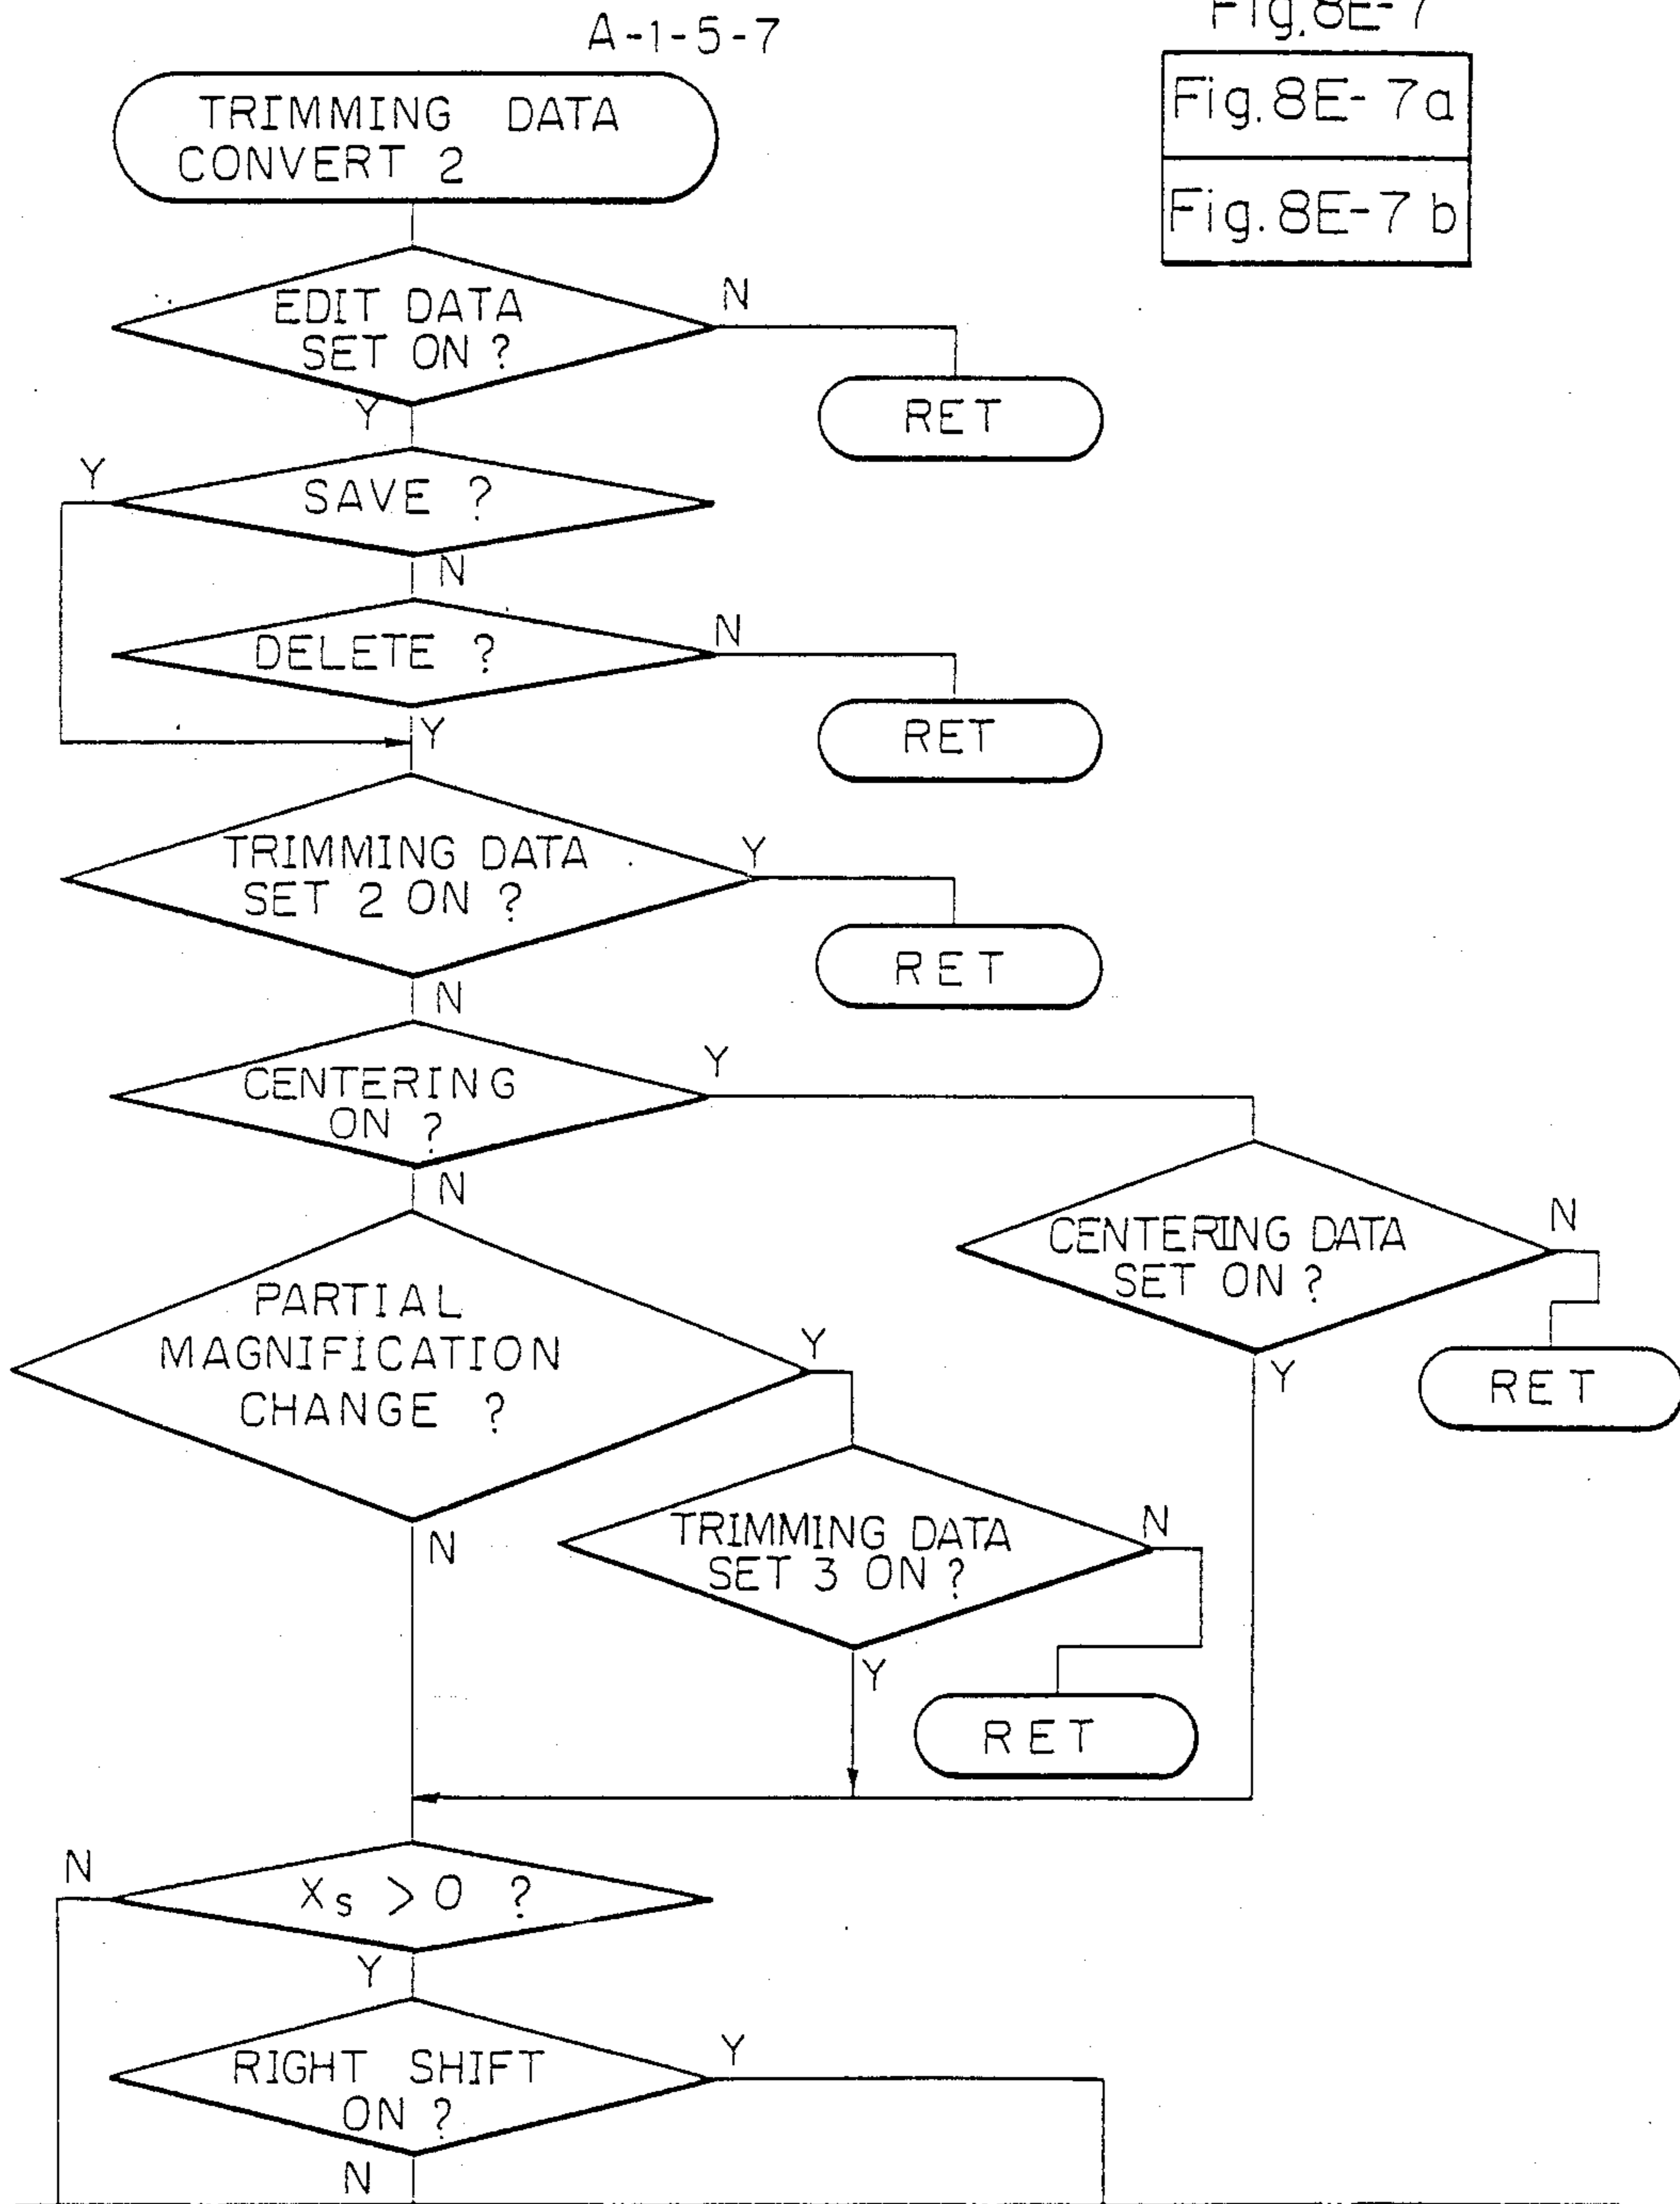 A-1-5-7
Fig. 8E-7
Fig. 8E-7a
Fig. 8E-7b
TRIMMING DATA
CONVERT 2
EDIT DATA
SET ON ?
N
RET
Y
SAVE ?
Y
N
DELETE ?
N
RET
Y
TRIMMING DATA
SET 2 ON ?
Y
RET
N
CENTERING
ON ?
Y
N
CENTERING DATA
SET ON ?
N
RET
Y
PARTIAL
MAGNIFICATION
CHANGE ?
Y
N
TRIMMING DATA
SET 3 ON ?
N
RET
Y
Xs > 0 ?
N
Y
RIGHT SHIFT
ON ?
Y
N